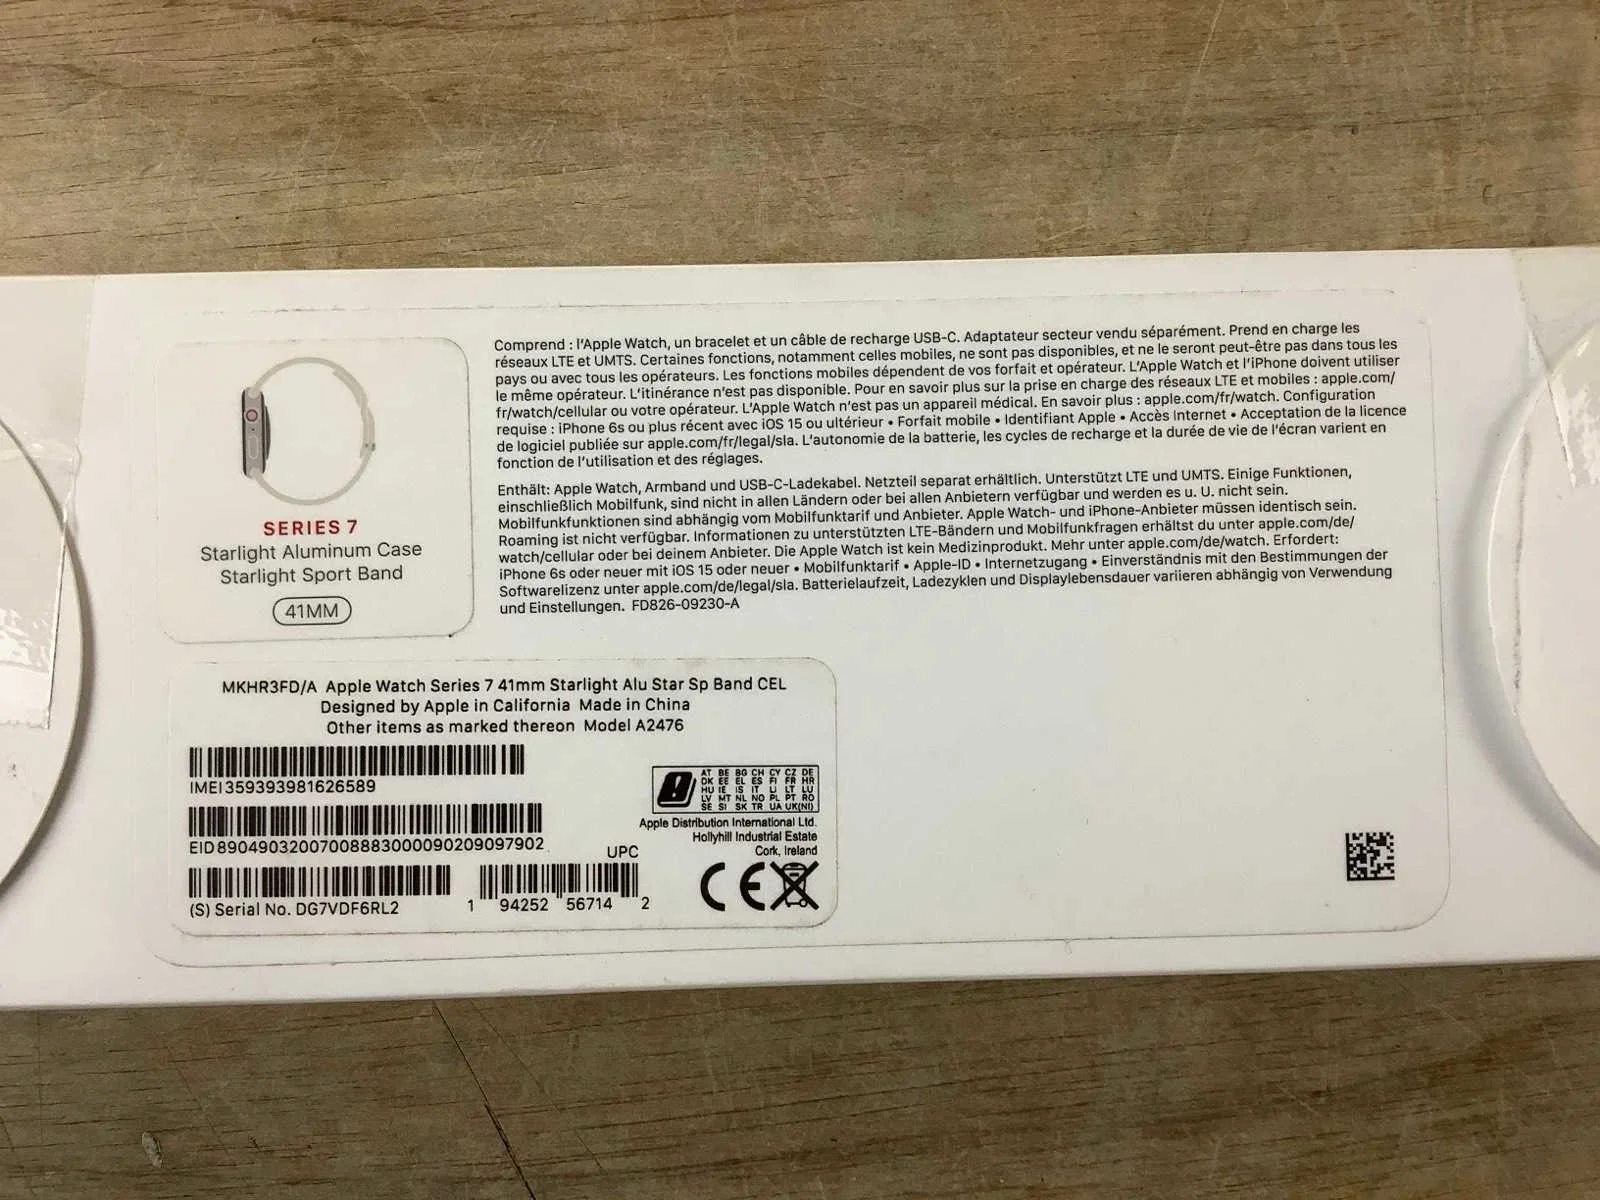 SERIES 7
Starlight Aluminum Case
Starlight Sport Band
41MM
Comprend : l'Apple Watch, un bracelet et un câble de recharge USB-C. Adaptateur secteur vendu séparément. Prend en charge les
réseaux LTE et UMTS. Certaines fonctions, notamment celles mobiles, ne sont pas disponibles, et ne le seront peut-être pas dans tous les
pays ou avec tous les opérateurs. Les fonctions mobiles dépendent de vos forfait et opérateur. L'Apple Watch et l'iPhone doivent utiliser
le même opérateur. L'itinérance n'est pas disponible. Pour en savoir plus sur la prise en charge des réseaux LTE et mobiles : apple.com/
fr/watch/cellular ou votre opérateur. L'Apple Watch n'est pas un appareil médical. En savoir plus : apple.com/fr/watch. Configuration
requise : iPhone 6s ou plus récent avec iOS 15 ou ultérieur • Forfait mobile • Identifiant Apple • Accès Internet • Acceptation de la licence
de logiciel publiée sur apple.com/fr/legal/sla. L'autonomie de la batterie, les cycles de recharge et la durée de vie de l'écran varient en
fonction de l'utilisation et des réglages.
Enthält: Apple Watch, Armband und USB-C-Ladekabel. Netzteil separat erhältlich. Unterstützt LTE und UMTS. Einige Funktionen,
einschließlich Mobilfunk, sind nicht in allen Ländern oder bei allen Anbietern verfügbar und werden es u. U. nicht sein.
Mobilfunkfunktionen sind abhängig vom Mobilfunktarif und Anbieter. Apple Watch- und iPhone-Anbieter müssen identisch sein.
Roaming ist nicht verfügbar. Informationen zu unterstützten LTE-Bändern und Mobilfunkfragen erhältst du unter apple.com/de/
watch/cellular oder bei deinem Anbieter. Die Apple Watch ist kein Medizinprodukt. Mehr unter apple.com/de/watch. Erfordert:
iPhone 6s oder neuer mit iOS 15 oder neuer • Mobilfunktarif • Apple-ID • Internetzugang • Einverständnis mit den Bestimmungen der
Softwarelizenz unter apple.com/de/legal/sla. Batterielaufzeit, Ladezyklen und Displaylebensdauer variieren abhängig von Verwendung
und Einstellungen. FD826-09230-A
MKHR3FD/A Apple Watch Series 7 41mm Starlight Alu Star Sp Band CEL
Designed by Apple in California Made in China
Other items as marked thereon Model A2476
IMEI 359393981626589
EID 89049032007008883000090209097902
(S) Serial No. DG7VDF6RL2
UPC
1 94252 56714 2
AT BE BG CH CY CZ DE
DK EE EL ES FI FR HR
HU IE IS IT LI LT LU
LV MT NL NO PL PT RO
SE SI SK TR UA UK(NI)
Apple Distribution International Ltd.
Hollyhill Industrial Estate
Cork, Ireland
CE